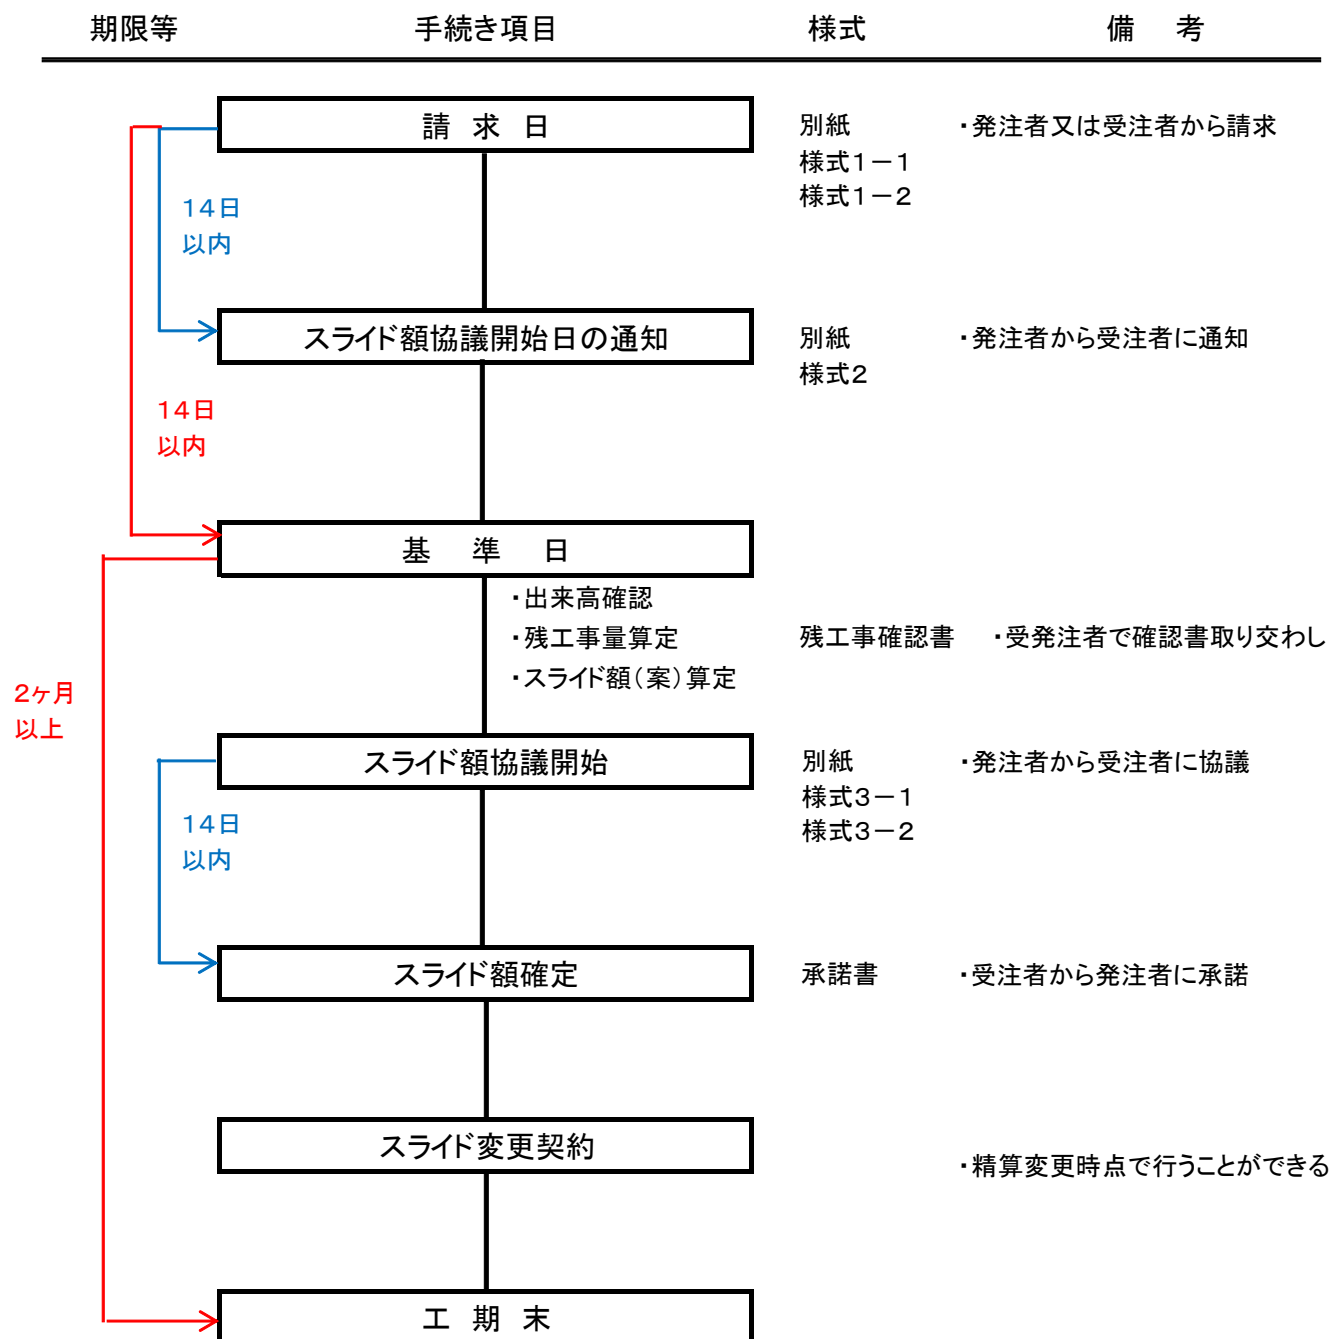 期限等 手続き項目 様式 備 考
請 求 日 別紙 ・発注者又は受注者から請求
様式1-1
様式1-2
14日
以内
スライド額協議開始日の通知 別紙 ・発注者から受注者に通知
様式2
14日
以内
基 準 日
・出来高確認
・残工事量算定 残工事確認書 ・受発注者で確認書取り交わし
・スライド額(案)算定
2ヶ月
以上
スライド額協議開始 別紙 ・発注者から受注者に協議
様式3-1
様式3-2
14日
以内
スライド額確定 承諾書 ・受注者から発注者に承諾
スライド変更契約
・精算変更時点で行うことができる
工 期 末